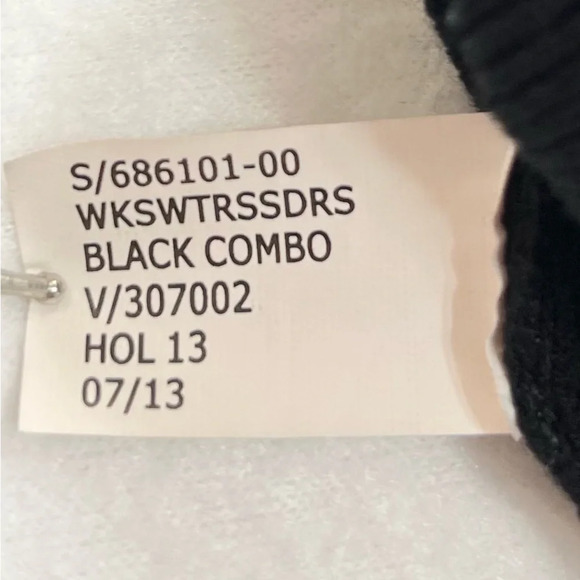 S/686101-00
WKSWTRSSDRS
BLACK COMBO
V/307002
HOL 13
07/13